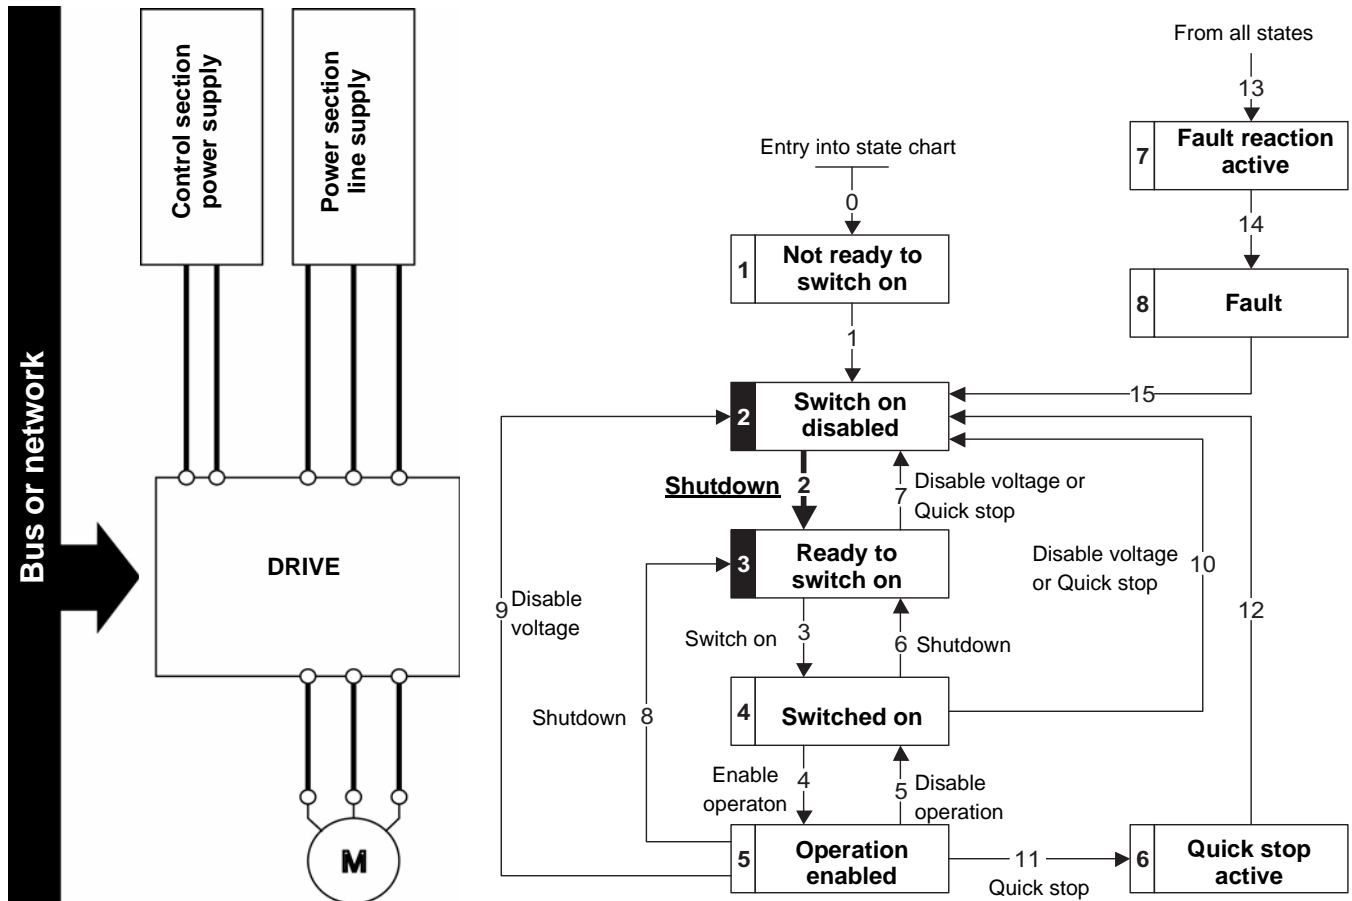 Bus or network
Control section
power supply
Power section
line supply
DRIVE
M
From all states
13
7
Fault reaction
active
14
8
Fault
15
Entry into state chart
0
1
Not ready to
switch on
1
2
Switch on
disabled
Shutdown
2
7
Disable voltage or
Quick stop
3
Ready to
switch on
Disable voltage
or Quick stop
10
12
9
Disable
voltage
Switch on
3
6
Shutdown
4
Switched on
Shutdown
8
Enable
operaton
4
5
Disable
operation
5
Operation
enabled
11
Quick stop
6
Quick stop
active